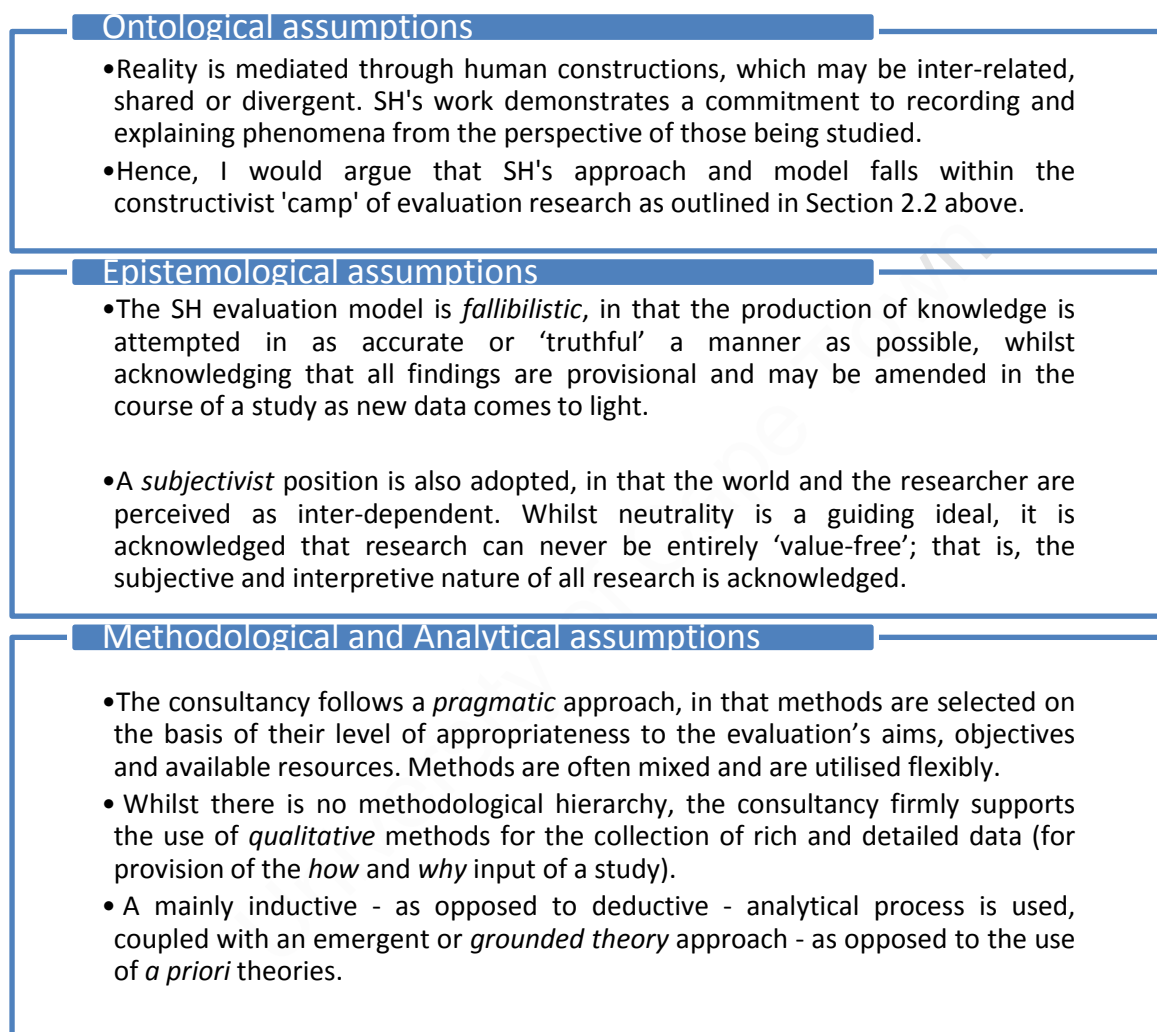 Ontological assumptions
•Reality is mediated through human constructions, which may be inter-related,
shared or divergent. SH's work demonstrates a commitment to recording and
explaining phenomena from the perspective of those being studied.
•Hence, I would argue that SH's approach and model falls within the
constructivist 'camp' of evaluation research as outlined in Section 2.2 above.
Epistemological assumptions
•The SH evaluation model is fallibilistic, in that the production of knowledge is
attempted in as accurate or ‘truthful’ a manner as possible, whilst
acknowledging that all findings are provisional and may be amended in the
course of a study as new data comes to light.
•A subjectivist position is also adopted, in that the world and the researcher are
perceived as inter-dependent. Whilst neutrality is a guiding ideal, it is
acknowledged that research can never be entirely ‘value-free’; that is, the
subjective and interpretive nature of all research is acknowledged.
Methodological and Analytical assumptions
•The consultancy follows a pragmatic approach, in that methods are selected on
the basis of their level of appropriateness to the evaluation’s aims, objectives
and available resources. Methods are often mixed and are utilised flexibly.
• Whilst there is no methodological hierarchy, the consultancy firmly supports
the use of qualitative methods for the collection of rich and detailed data (for
provision of the how and why input of a study).
• A mainly inductive - as opposed to deductive - analytical process is used,
coupled with an emergent or grounded theory approach - as opposed to the use
of a priori theories.